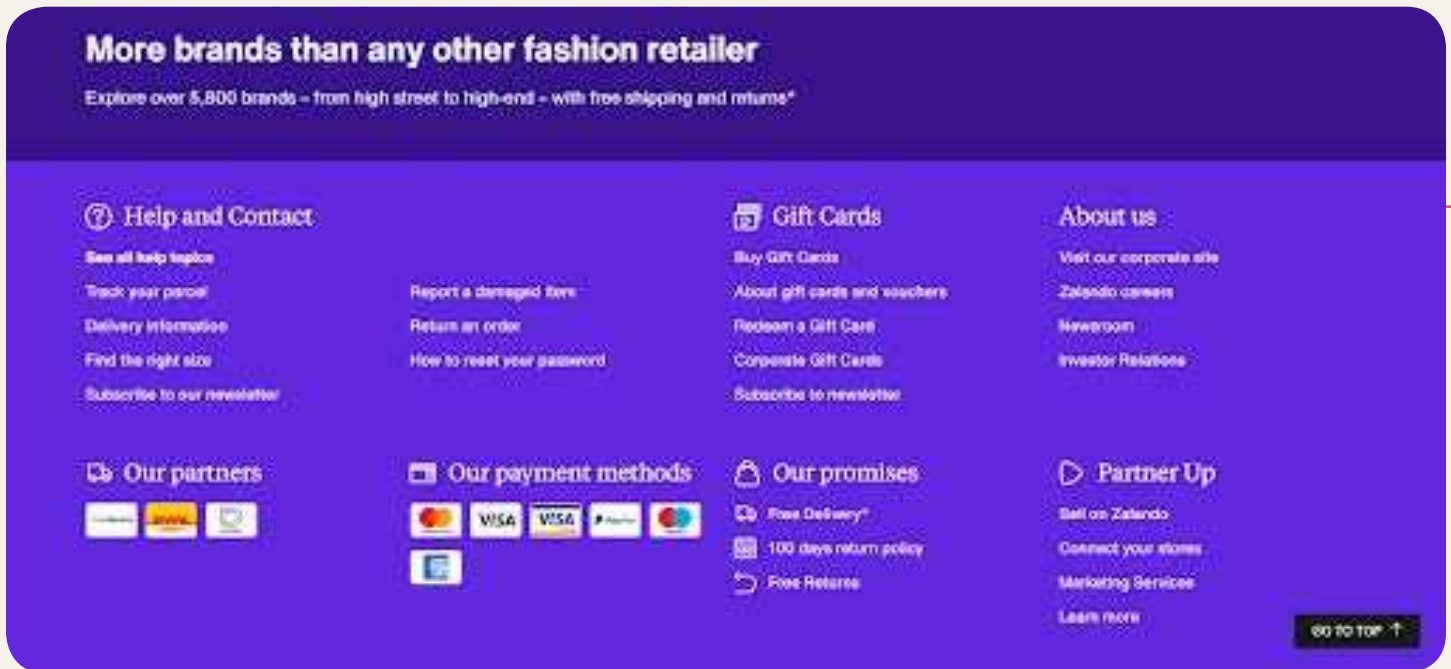 More brands than any other fashion retailer
Explore over 5,800 brands – from high street to high-end – with free shipping and returns*
Help and Contact
See all help topics
Track your parcel
Delivery information
Find the right size
Subscribe to our newsletter
Report a damaged item
Return an order
How to reset your password
Gift Cards
Buy Gift Cards
About gift cards and vouchers
Redeem a Gift Card
Corporate Gift Cards
Subscribe to newsletter
About us
Visit our corporate site
Zalando careers
Newsroom
Investor Relations
Our partners
DHL
Our payment methods
VISA
VISA
PayPal
Our promises
Free Delivery*
100 days return policy
Free Returns
Partner Up
Sell on Zalando
Connect your stores
Marketing Services
Learn more
GO TO TOP ↑